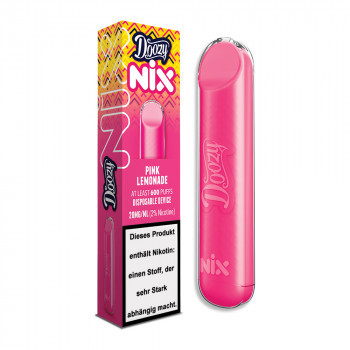 Doozy
NIX
NIX
PINK
LEMONADE
AT LEAST 600 PUFFS
DISPOSABLE DEVICE
20MG/ML (2% Nicotine)
Dieses Produkt
enthält Nikotin:
einen Stoff, der
sehr Stark
abhängig macht.
Doozy
NIX